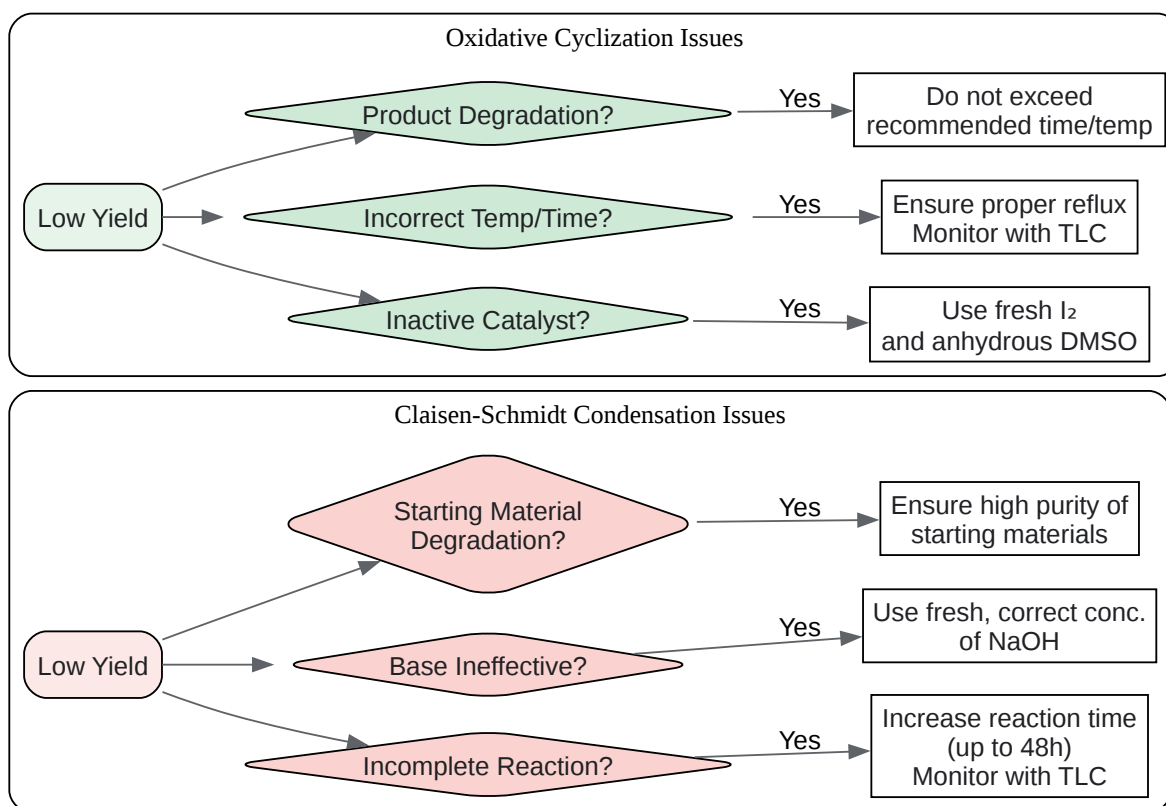 Oxidative Cyclization Issues
Product Degradation?
Yes
Do not exceed
recommended time/temp
Low Yield
Incorrect Temp/Time?
Yes
Ensure proper reflux
Monitor with TLC
Inactive Catalyst?
Yes
Use fresh I₂
and anhydrous DMSO
Claisen-Schmidt Condensation Issues
Starting Material
Degradation?
Yes
Ensure high purity of
starting materials
Low Yield
Base Ineffective?
Yes
Use fresh, correct conc.
of NaOH
Incomplete Reaction?
Yes
Increase reaction time
(up to 48h)
Monitor with TLC